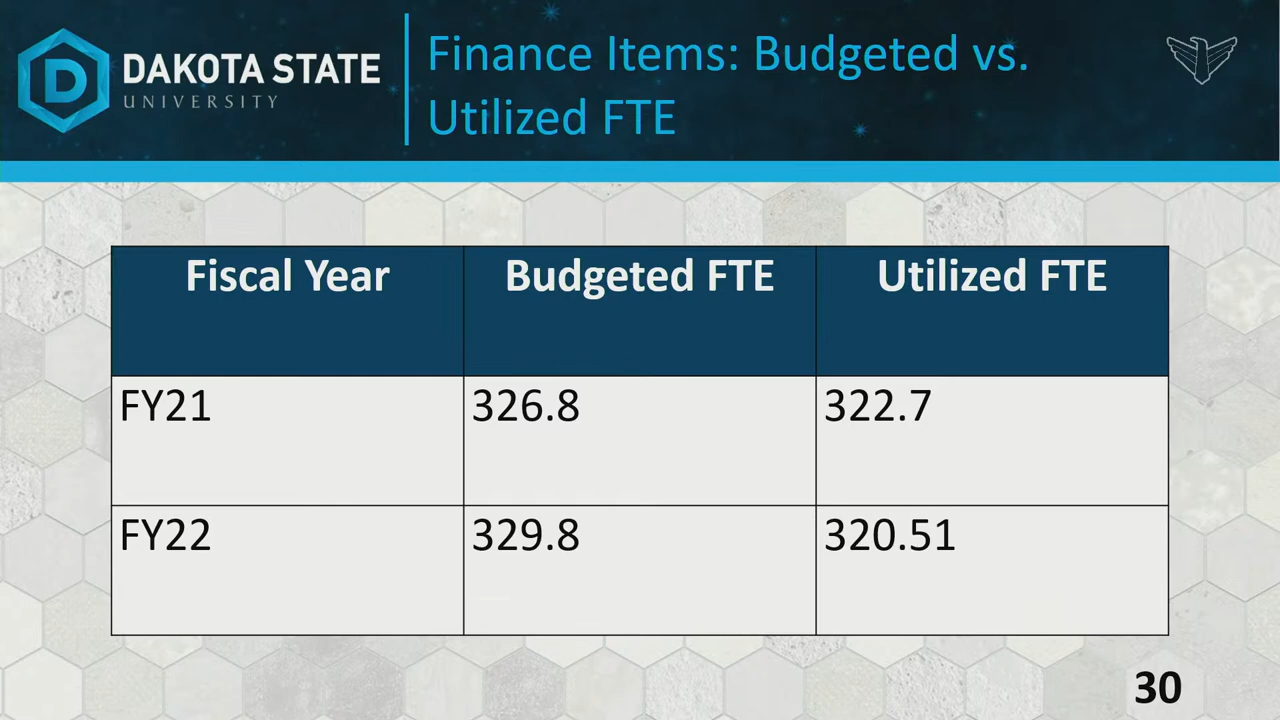 DAKOTA STATE
UNIVERSITY
Finance Items: Budgeted vs.
Utilized FTE
Fiscal Year Budgeted FTE Utilized FTE
FY21 326.8 322.7
FY22 329.8 320.51
30